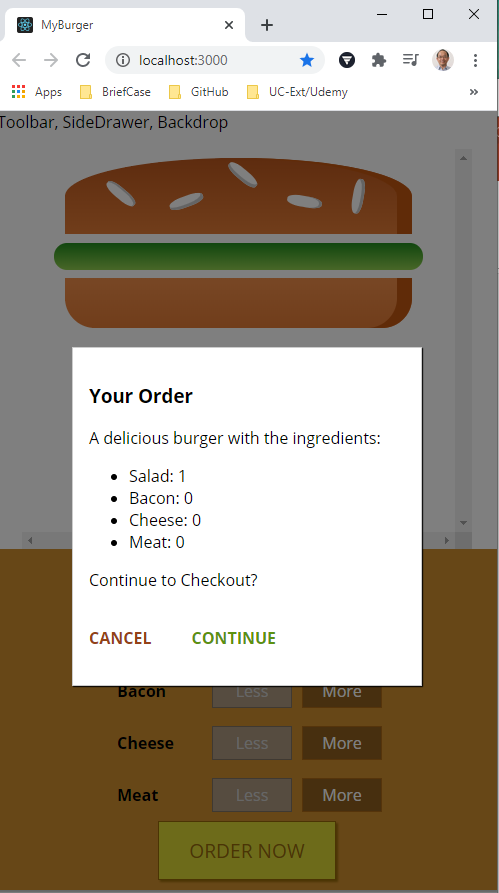 MyBurger
localhost:3000
Apps
BriefCase
GitHub
UC-Ext/Udemy
Toolbar, SideDrawer, Backdrop
Your Order
A delicious burger with the ingredients:
Salad: 1
Bacon: 0
Cheese: 0
Meat: 0
Continue to Checkout?
CANCEL CONTINUE
Bacon Less More
Cheese Less More
Meat Less More
ORDER NOW